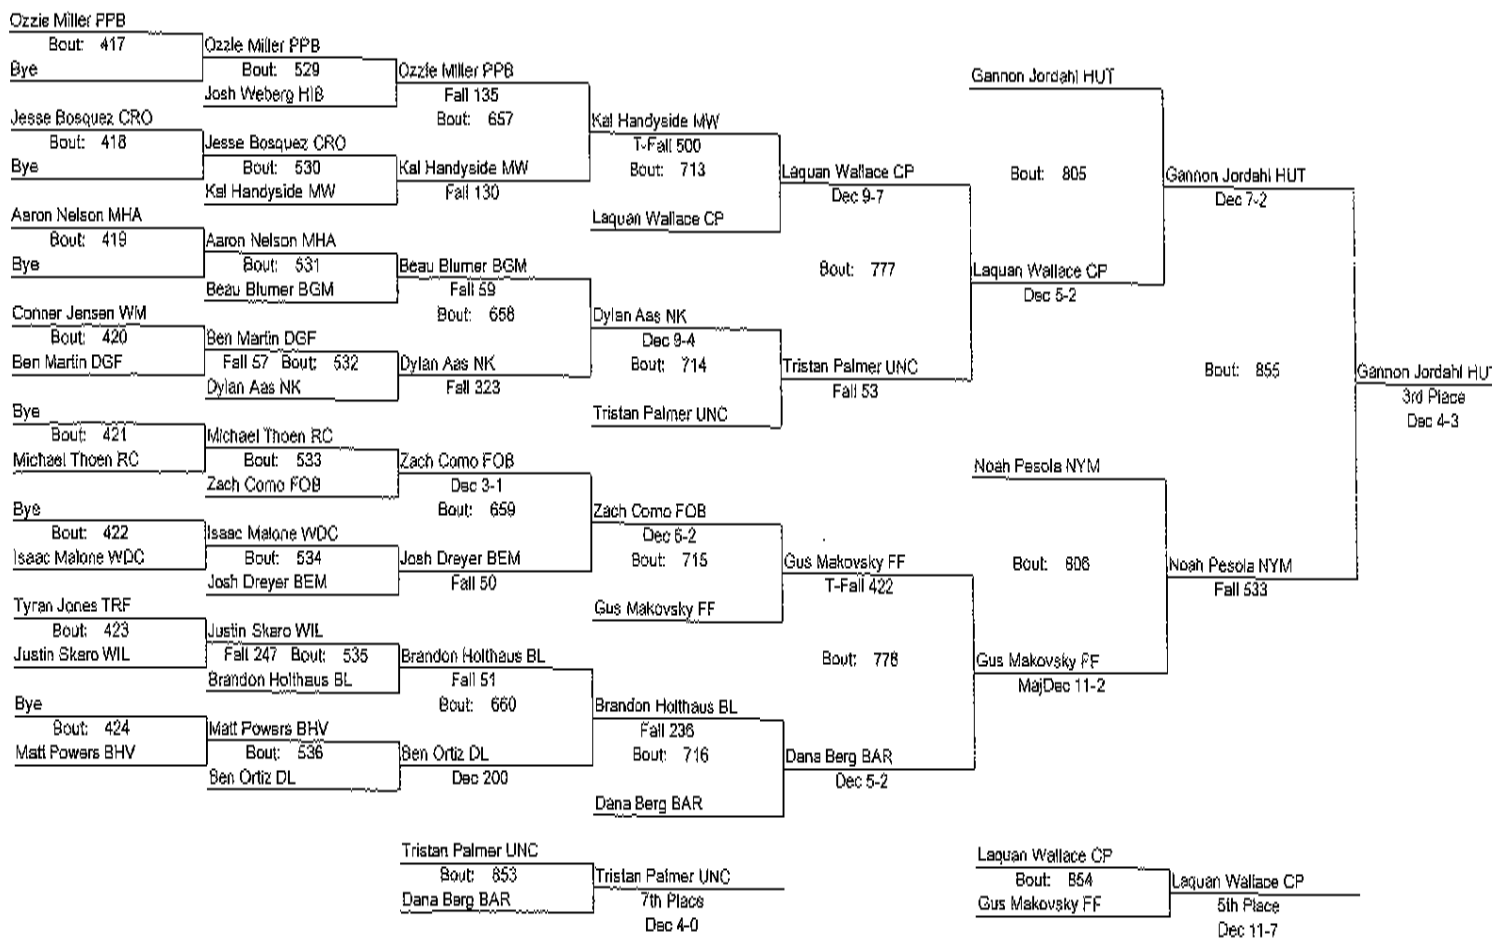 Ozzie Miller PPB
Bout: 417
Bye
Ozzie Miller PPB
Bout: 529
Josh Weberg HIB
Ozzie Miller PPB
Fall 135
Bout: 657
Jesse Bosquez CRO
Bout: 418
Bye
Jesse Bosquez CRO
Bout: 530
Kal Handyside MW
Kal Handyside MW
Fall 130
Kal Handyside MW
T-Fall 500
Bout: 713
Laquan Wallace CP
Laquan Wallace CP
Dec 9-7
Aaron Nelson MHA
Bout: 419
Bye
Aaron Nelson MHA
Bout: 531
Beau Blumer BGM
Beau Blumer BGM
Fall 59
Bout: 658
Conner Jensen WM
Bout: 420
Ben Martin DGF
Ben Martin DGF
Fall 57 Bout: 532
Dylan Aas NK
Dylan Aas NK
Fall 323
Dylan Aas NK
Dec 9-4
Bout: 714
Tristan Palmer UNC
Tristan Palmer UNC
Fall 53
Bout: 777
Gannon Jordahl HUT
Bout: 805
Laquan Wallace CP
Dec 5-2
Gannon Jordahl HUT
Dec 7-2
Bye
Bout: 421
Michael Thoen RC
Michael Thoen RC
Bout: 533
Zach Como FOB
Zach Como FOB
Dec 3-1
Bout: 659
Bye
Bout: 422
Isaac Malone WDC
Isaac Malone WDC
Bout: 534
Josh Dreyer BEM
Josh Dreyer BEM
Fall 50
Zach Como FOB
Dec 6-2
Bout: 715
Gus Makovsky FF
Gus Makovsky FF
T-Fall 422
Tyran Jones TRF
Bout: 423
Justin Skaro WIL
Justin Skaro WIL
Fall 247 Bout: 535
Brandon Holthaus BL
Brandon Holthaus BL
Fall 51
Bout: 660
Bye
Bout: 424
Matt Powers BHV
Matt Powers BHV
Bout: 536
Ben Ortiz DL
Ben Ortiz DL
Dec 200
Brandon Holthaus BL
Fall 236
Bout: 716
Dana Berg BAR
Dana Berg BAR
Dec 5-2
Bout: 778
Noah Pesola NYM
Bout: 806
Gus Makovsky FF
MajDec 11-2
Noah Pesola NYM
Fall 533
Bout: 855
Gannon Jordahl HUT
3rd Place
Dec 4-3
Tristan Palmer UNC
Bout: 853
Dana Berg BAR
Tristan Palmer UNC
7th Place
Dec 4-0
Laquan Wallace CP
Bout: 854
Gus Makovsky FF
Laquan Wallace CP
5th Place
Dec 11-7